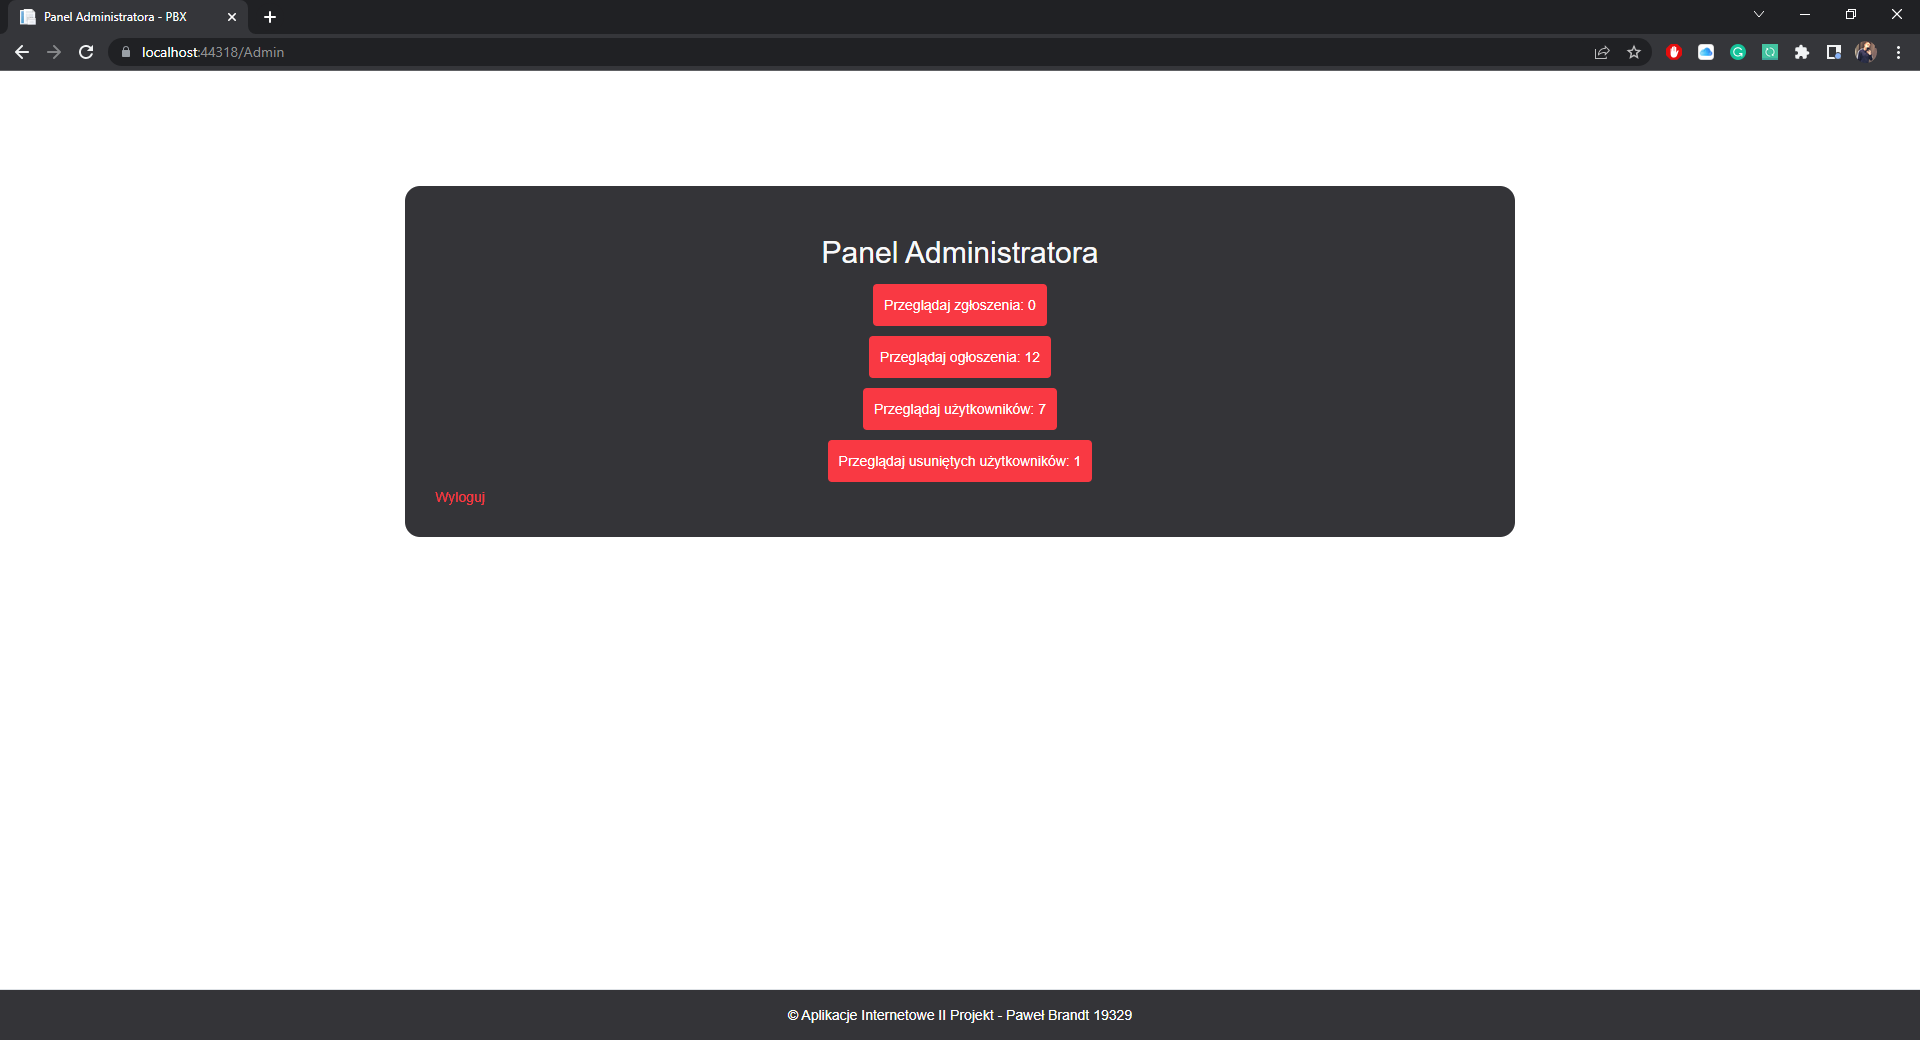 Panel Administratora - PBX
localhost:44318/Admin
Panel Administratora
Przeglądaj zgłoszenia: 0
Przeglądaj ogłoszenia: 12
Przeglądaj użytkowników: 7
Przeglądaj usuniętych użytkowników: 1
Wyloguj
© Aplikacje Internetowe II Projekt - Paweł Brandt 19329